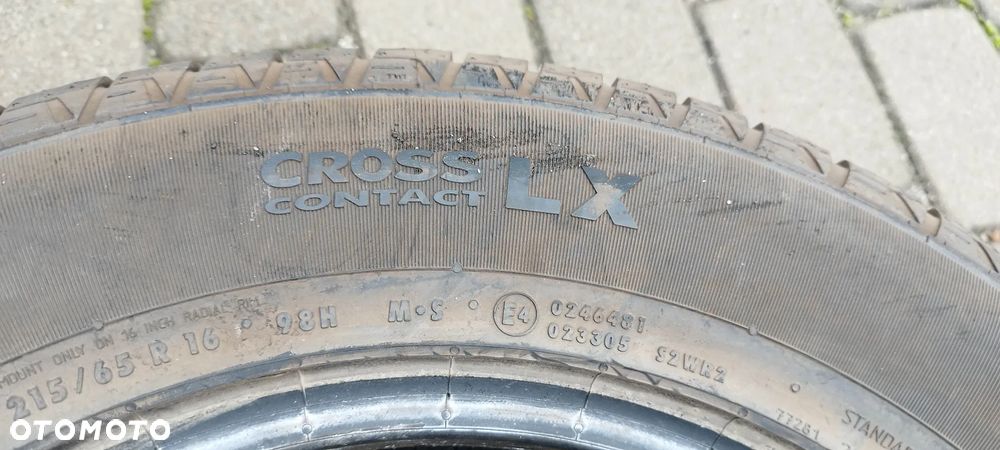 CROSS
CONTACT LX
MOUNT ONLY ON 16 INCH RADIAL RIM
215/65 R 16 • 98H M•S • E4 0246481
023305 S2WR2
STANDA
OTOMOTO